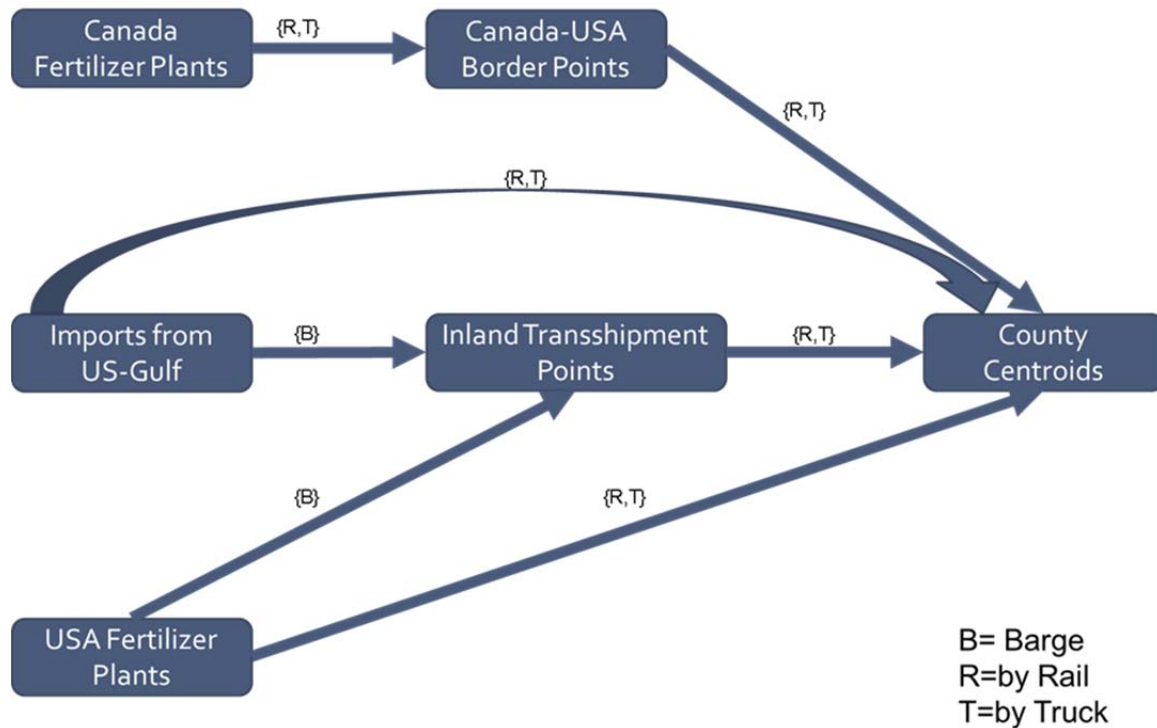 Canada
Fertilizer Plants
{R,T}
Canada-USA
Border Points
{R,T}
{R,T}
Imports from
US-Gulf
{B}
Inland Transshipment
Points
{R,T}
County
Centroids
{B}
{R,T}
USA Fertilizer
Plants
B= Barge
R=by Rail
T=by Truck